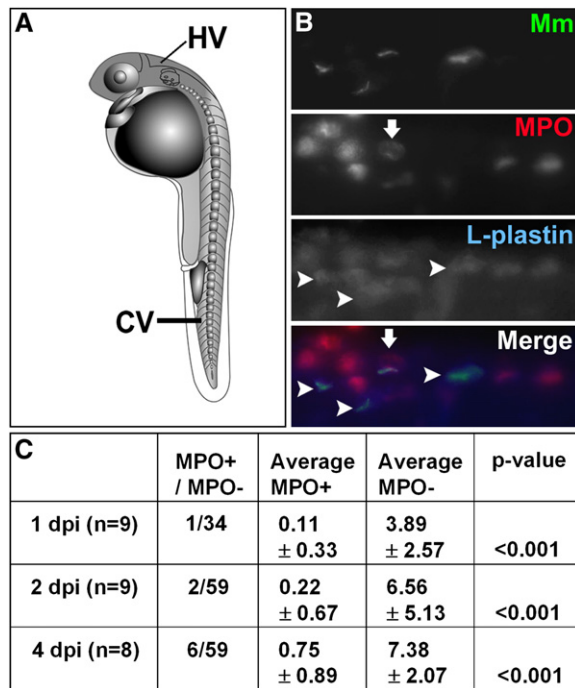 A
HV
CV
B
Mm
MPO
L-plastin
Merge
C
MPO+ / MPO-
Average MPO+
Average MPO-
p-value
1 dpi (n=9)
1/34
0.11 ± 0.33
3.89 ± 2.57
<0.001
2 dpi (n=9)
2/59
0.22 ± 0.67
6.56 ± 5.13
<0.001
4 dpi (n=8)
6/59
0.75 ± 0.89
7.38 ± 2.07
<0.001